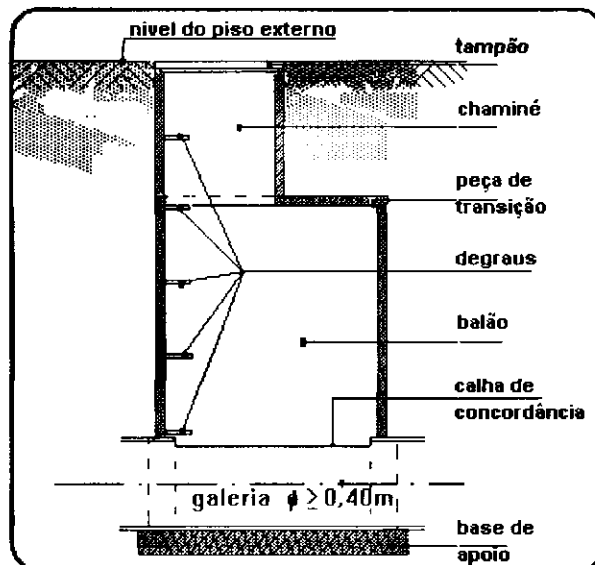 nível do piso externo
tampão
chaminé
peça de
transição
degraus
balão
calha de
concordância
galeria φ ≥0,40m
base de
apoio